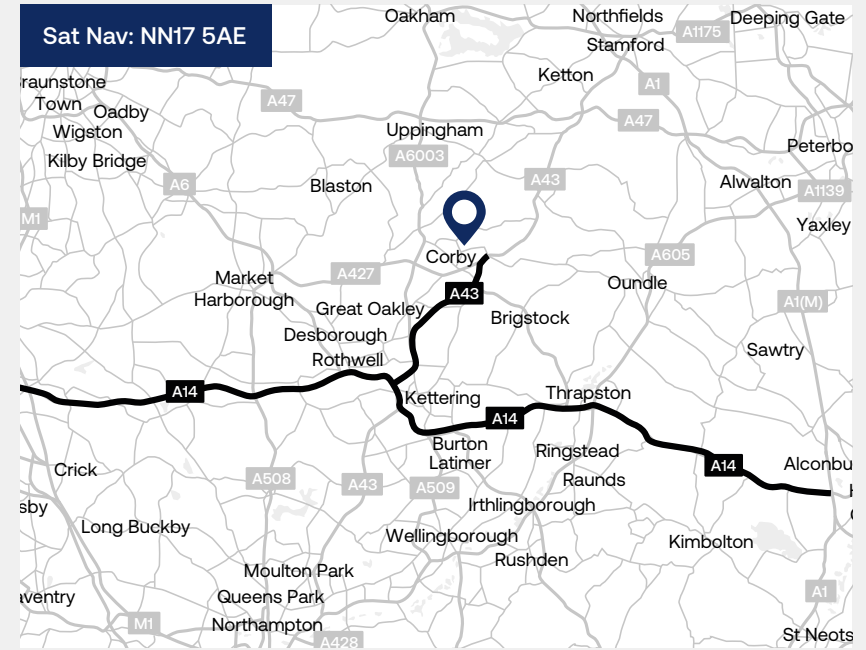 Sat Nav: NN17 5AE
Oakham
Northfields
Deeping Gate
A1175
Stamford
Ketton
A1
raunstone
Town
Oadby
A47
A47
Wigston
Uppingham
Kilby Bridge
A6003
Peterbo
A6
Blaston
A43
Alwalton
A1139
M1
Yaxley
Corby
A605
A427
Market
Harborough
Oundle
A43
A1(M)
Great Oakley
Brigstock
Desborough
Rothwell
Sawtry
A14
Kettering
Thrapston
A14
Burton
Latimer
Ringstead
A14
Alconbu
Crick
A508
A43
A509
Raunds
H
sby
Irthlingborough
Long Buckby
Wellingborough
Kimbolton
Rushden
Moulton Park
aventry
Queens Park
A1
M1
Northampton
A428
St Neots